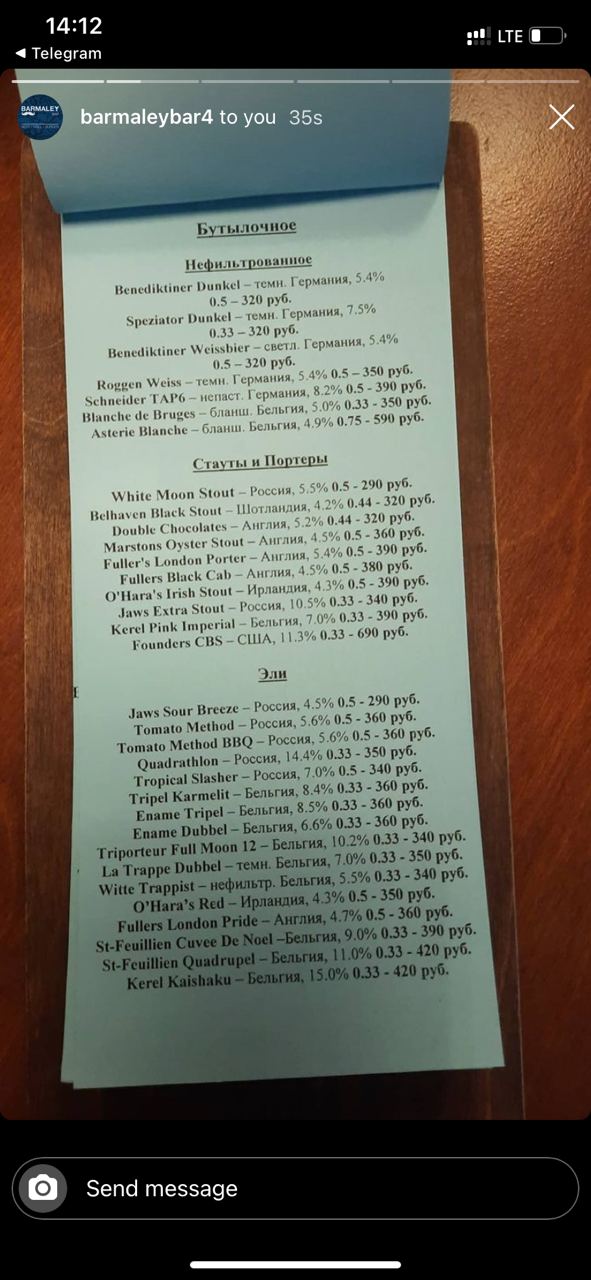 14:12
LTE
◀ Telegram
BARMALEY
barmaleybar4 to you 35s
Бутылочное
Нефильтрованное
Benediktiner Dunkel – темн. Германия, 5.4%
0.5 – 320 руб.
Speziator Dunkel – темн. Германия, 7.5%
0.33 – 320 руб.
Benediktiner Weissbier – светл. Германия, 5.4%
0.5 – 320 руб.
Roggen Weiss – темн. Германия, 5.4% 0.5 – 350 руб.
Schneider TAP6 – непаст. Германия, 8.2% 0.5 - 390 руб.
Blanche de Bruges – бланш. Бельгия, 5.0% 0.33 - 350 руб.
Asterie Blanche – бланш. Бельгия, 4.9% 0.75 - 590 руб.
Стауты и Портеры
White Moon Stout – Россия, 5.5% 0.5 - 290 руб.
Belhaven Black Stout – Шотландия, 4.2% 0.44 - 320 руб.
Double Chocolates – Англия, 5.2% 0.44 - 320 руб.
Marstons Oyster Stout – Англия, 4.5% 0.5 - 360 руб.
Fuller's London Porter – Англия, 5.4% 0.5 - 390 руб.
Fullers Black Cab – Англия, 4.5% 0.5 - 380 руб.
O'Hara's Irish Stout – Ирландия, 4.3% 0.5 - 390 руб.
Jaws Extra Stout – Россия, 10.5% 0.33 - 340 руб.
Kerel Pink Imperial – Бельгия, 7.0% 0.33 - 390 руб.
Founders CBS – США, 11.3% 0.33 - 690 руб.
Эли
Jaws Sour Breeze – Россия, 4.5% 0.5 - 290 руб.
Tomato Method – Россия, 5.6% 0.5 - 360 руб.
Tomato Method BBQ – Россия, 5.6% 0.5 - 360 руб.
Quadrathlon – Россия, 14.4% 0.33 - 350 руб.
Tropical Slasher – Россия, 7.0% 0.5 - 340 руб.
Tripel Karmelit – Бельгия, 8.4% 0.33 - 360 руб.
Ename Tripel – Бельгия, 8.5% 0.33 - 360 руб.
Ename Dubbel – Бельгия, 6.6% 0.33 - 360 руб.
Triporteur Full Moon 12 – Бельгия, 10.2% 0.33 - 340 руб.
La Trappe Dubbel – темн. Бельгия, 7.0% 0.33 - 350 руб.
Witte Trappist – нефильтр. Бельгия, 5.5% 0.33 - 340 руб.
O'Hara's Red – Ирландия, 4.3% 0.5 - 350 руб.
Fullers London Pride – Англия, 4.7% 0.5 - 360 руб.
St-Feuillien Cuvee De Noel –Бельгия, 9.0% 0.33 - 390 руб.
St-Feuillien Quadrupel – Бельгия, 11.0% 0.33 - 420 руб.
Kerel Kaishaku – Бельгия, 15.0% 0.33 - 420 руб.
Send message